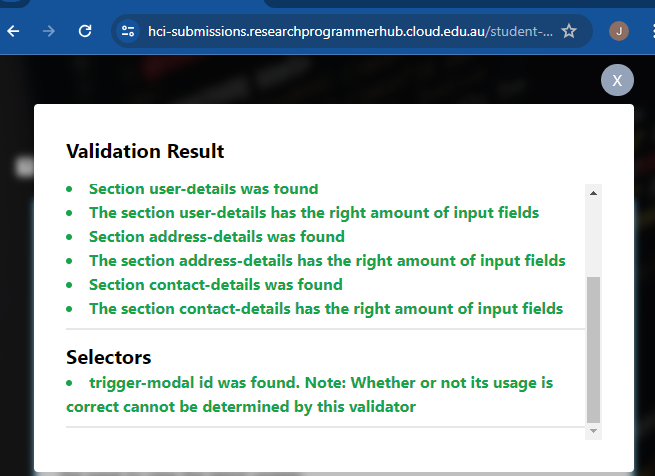 hci-submissions.researchprogrammerhub.cloud.edu.au/student-...
J
X
Validation Result
Section user-details was found
The section user-details has the right amount of input fields
Section address-details was found
The section address-details has the right amount of input fields
Section contact-details was found
The section contact-details has the right amount of input fields
Selectors
trigger-modal id was found. Note: Whether or not its usage is
correct cannot be determined by this validator